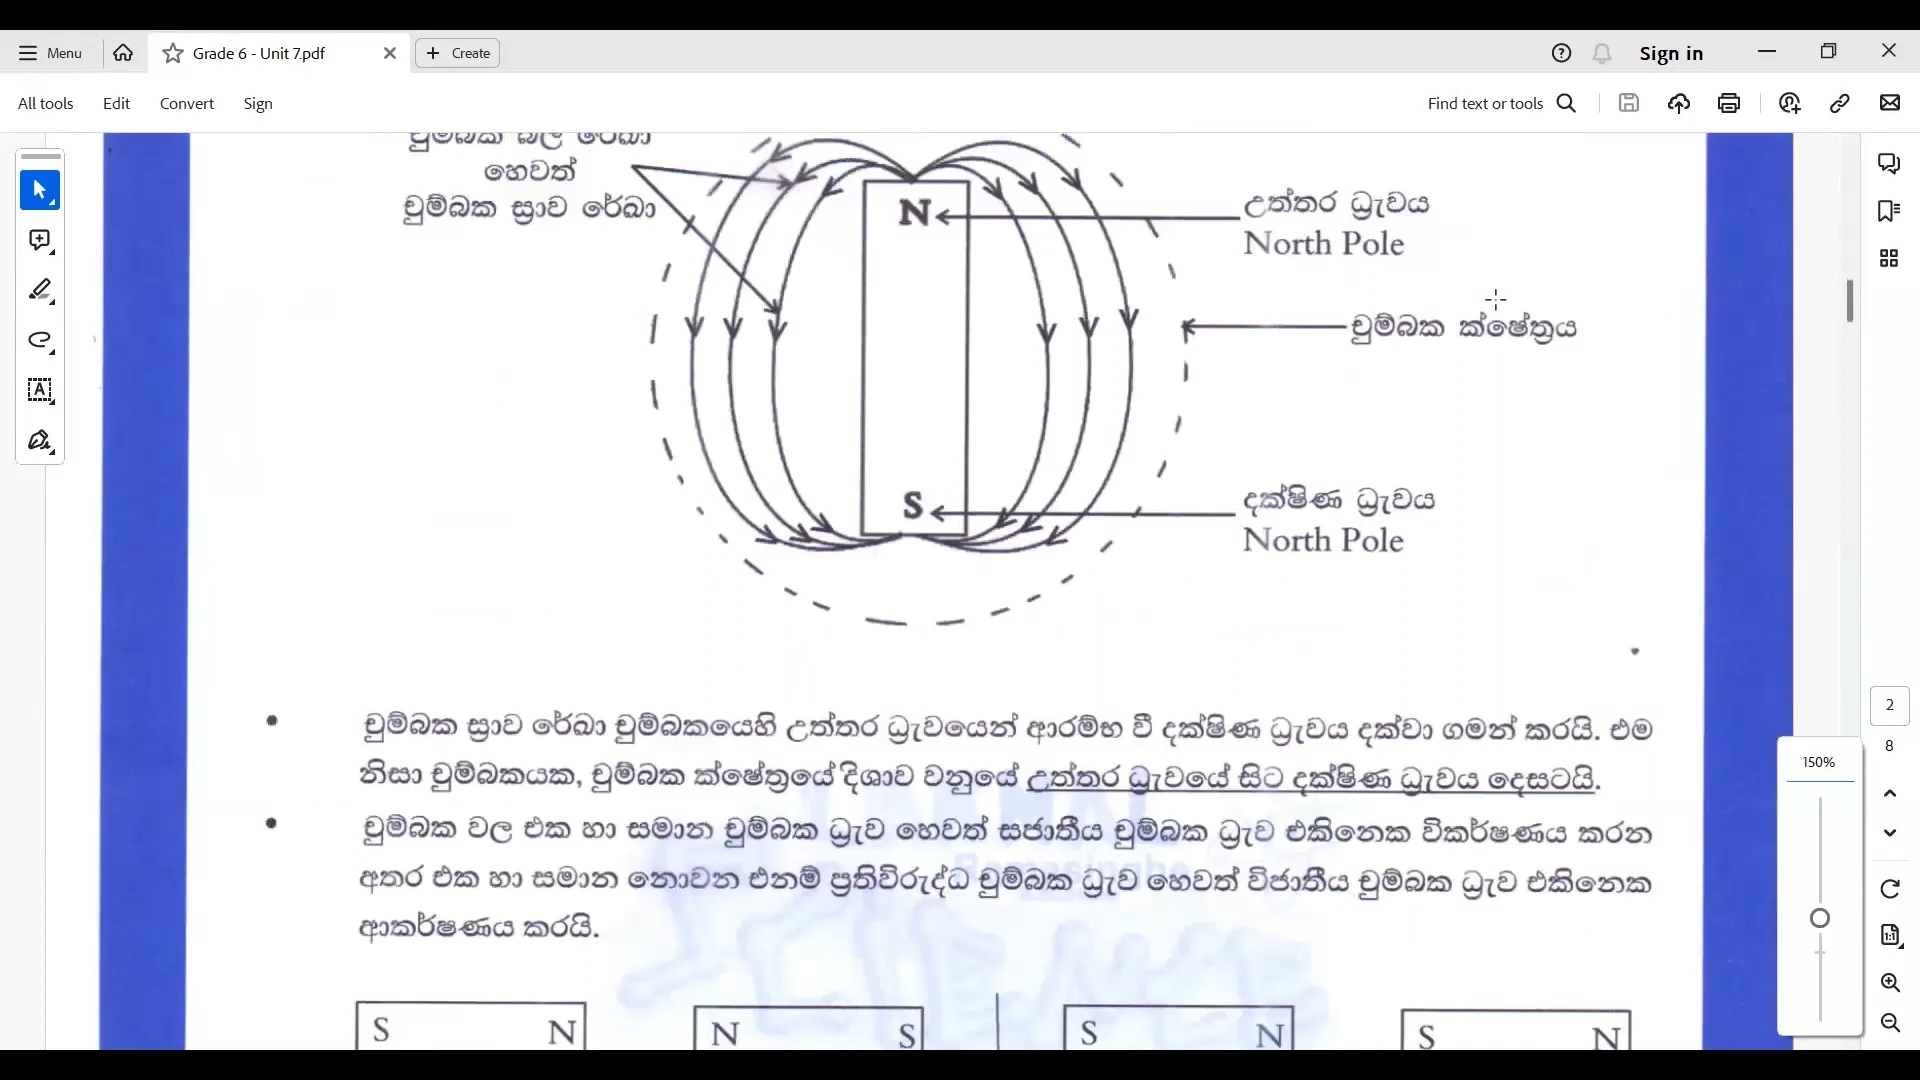 Menu
Grade 6 - Unit 7.pdf
Create
Sign in
All tools
Edit
Convert
Sign
Find text or tools
චුම්බක බල රේඛා
හෙවත්
චුම්බක ස්‍රාව රේඛා
N
උත්තර ධ්‍රැවය
North Pole
චුම්බක ක්ෂේත්‍රය
S
දක්ෂිණ ධ්‍රැවය
North Pole
චුම්බක ස්‍රාව රේඛා චුම්බකයෙහි උත්තර ධ්‍රැවයෙන් ආරම්භ වී දක්ෂිණ ධ්‍රැවය දක්වා ගමන් කරයි. එම
නිසා චුම්බකයක, චුම්බක ක්ෂේත්‍රයේ දිශාව වනුයේ උත්තර ධ්‍රැවයේ සිට දක්ෂිණ ධ්‍රැවය දෙසටයි.
චුම්බක වල එක හා සමාන චුම්බක ධ්‍රැව හෙවත් සජාතීය චුම්බක ධ්‍රැව එකිනෙක විකර්ෂණය කරන
අතර එක හා සමාන නොවන එනම් ප්‍රතිවිරුද්ධ චුම්බක ධ්‍රැව හෙවත් විජාතීය චුම්බක ධ්‍රැව එකිනෙක
ආකර්ෂණය කරයි.
S N N S S N S N
2
8
150%